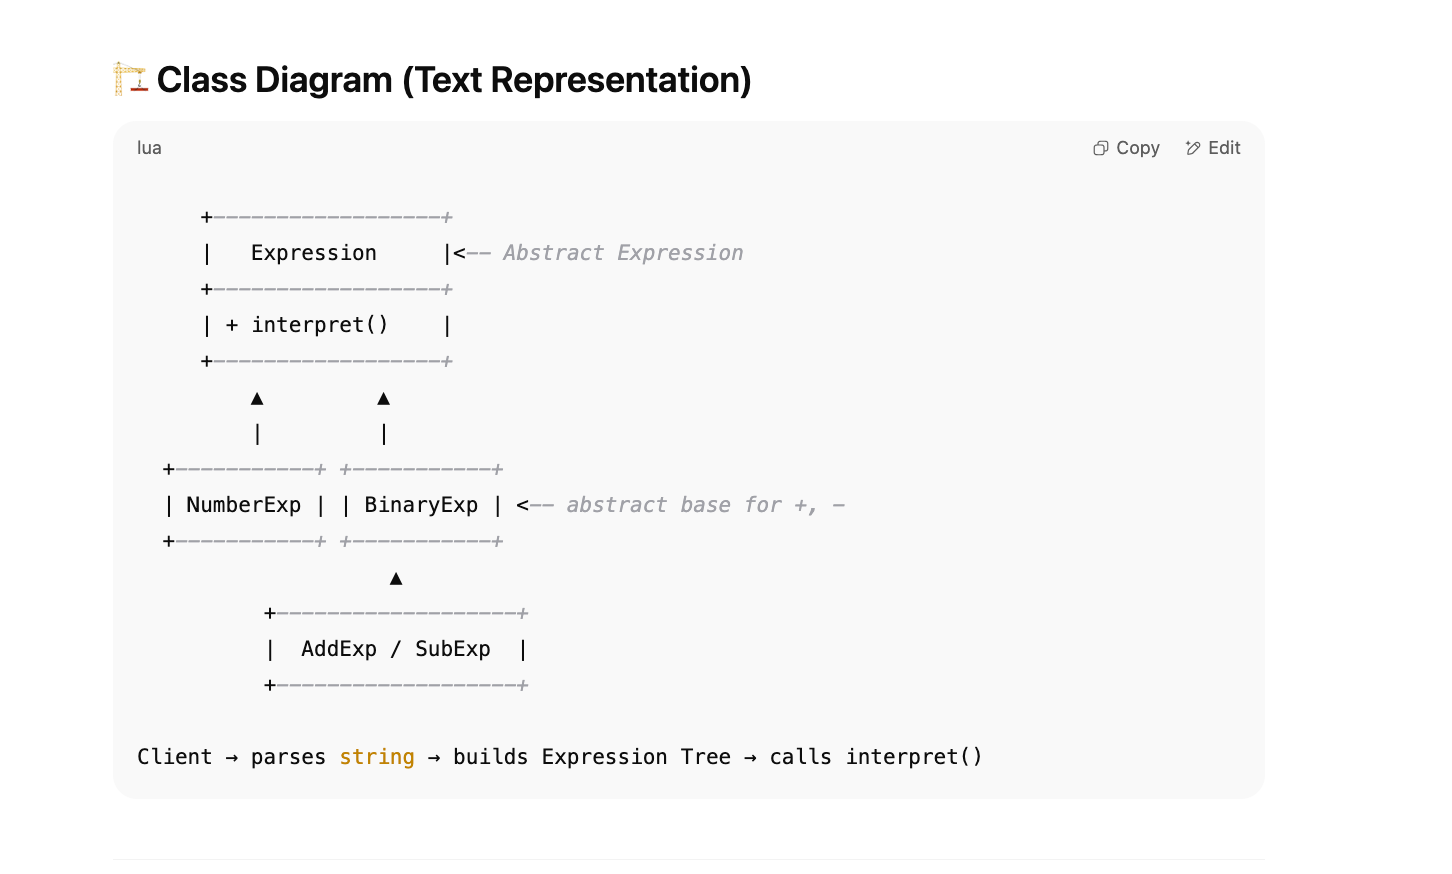 🏗️ Class Diagram (Text Representation)
lua
Copy Edit
+------------------+
|   Expression     |<-- Abstract Expression
+------------------+
| + interpret()    |
+------------------+
▲         ▲
|         |
+-----------+ +-----------+
| NumberExp | | BinaryExp | <-- abstract base for +, -
+-----------+ +-----------+
▲
+-------------------+
|  AddExp / SubExp  |
+-------------------+
Client → parses string → builds Expression Tree → calls interpret()